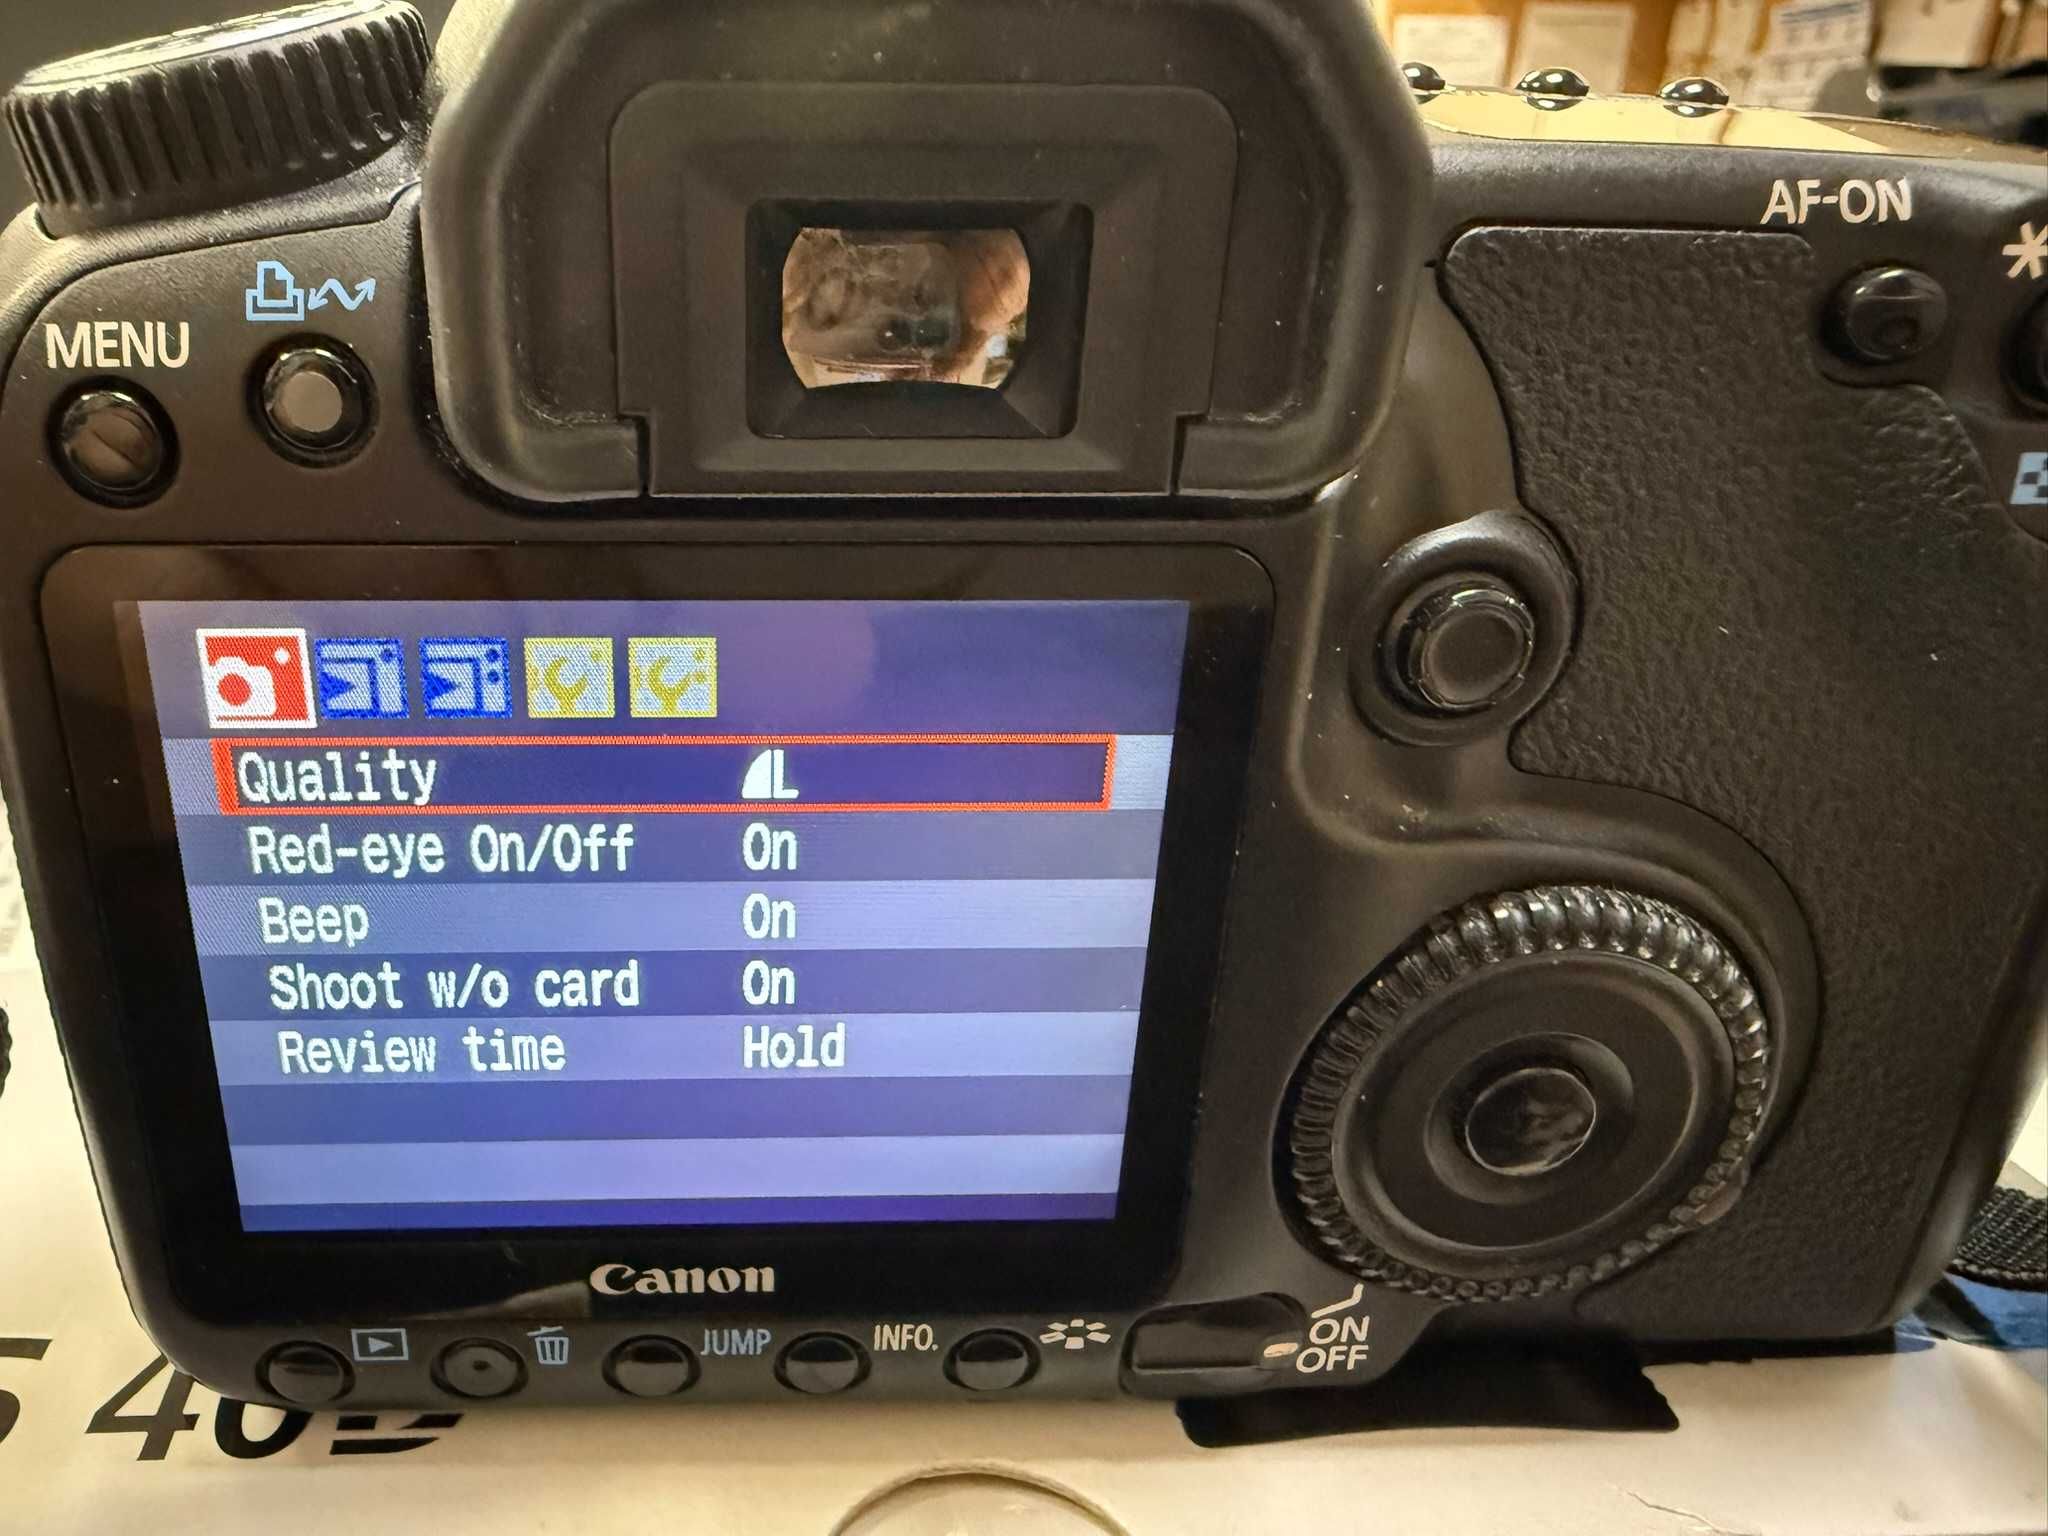 AF-ON
MENU
Quality L
Red-eye On/Off On
Beep On
Shoot w/o card On
Review time Hold
Canon
JUMP
INFO.
ON
OFF
S 40D